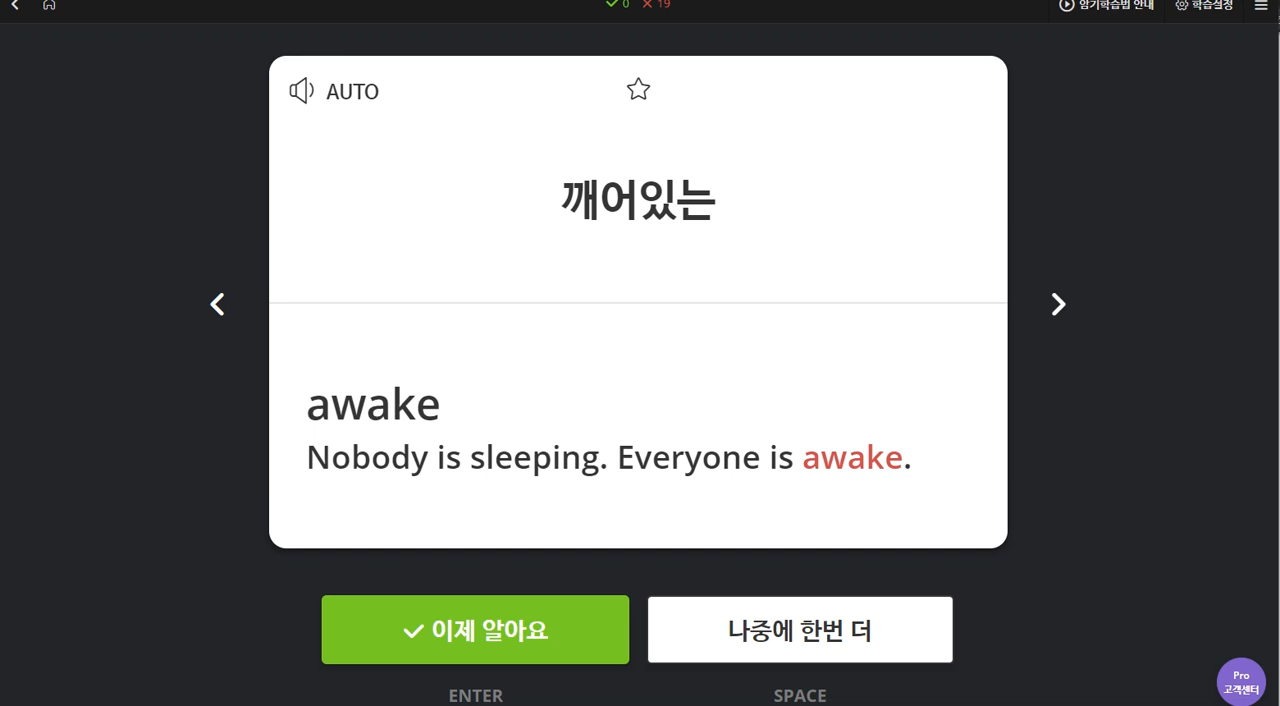 0 19 암기학습법 안내 학습설정
AUTO
깨어있는
awake
Nobody is sleeping. Everyone is awake.
이제 알아요 나중에 한번 더
ENTER SPACE
Pro
고객센터